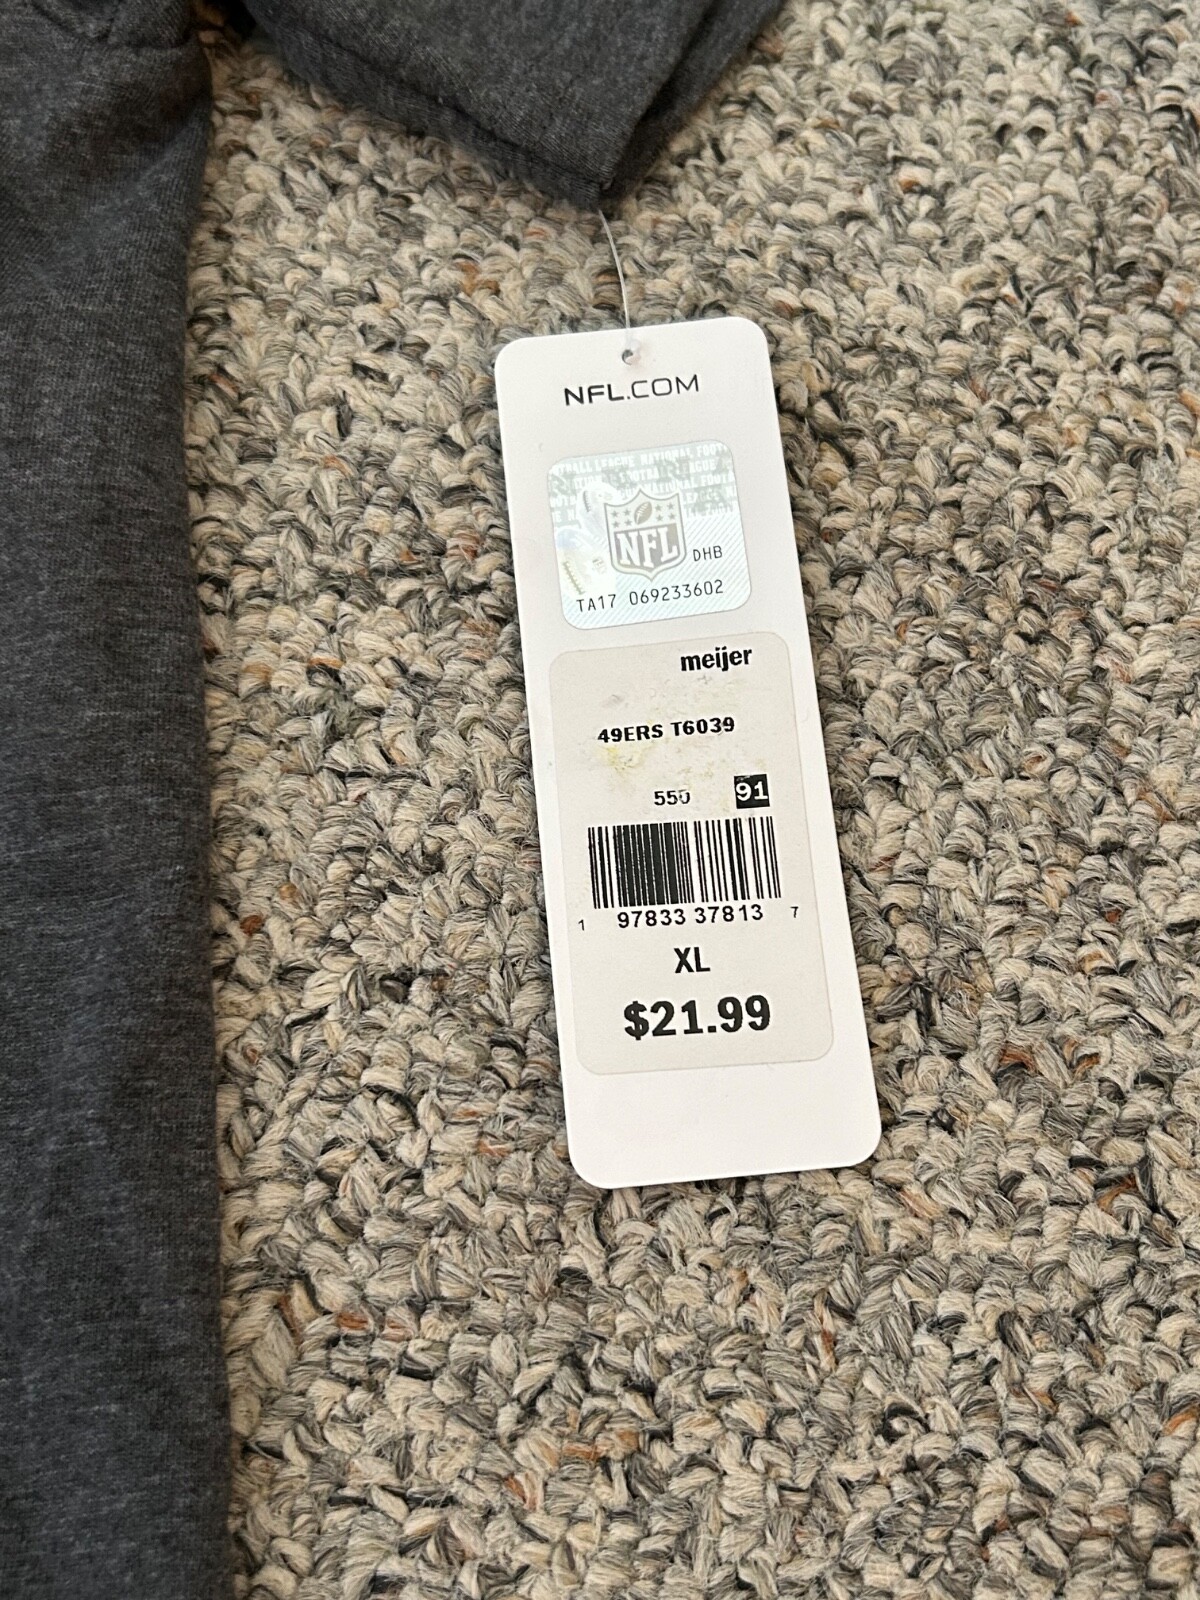 NFL.COM
NFL
DHB
TA17 069233602
meijer
49ERS T6039
550 91
1 97833 37813 7
XL
$21.99